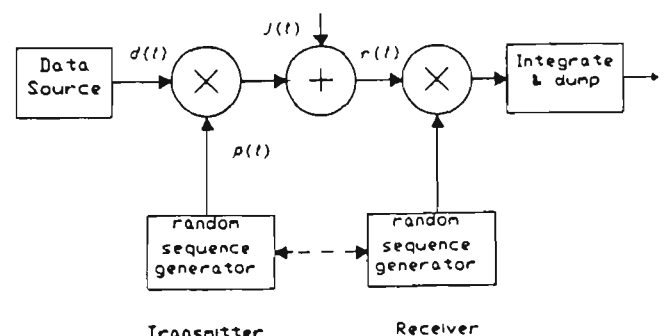 J(t)
d(t)
r(t)
Data
Source
Integrate
& dump
p(t)
random
sequence
generator
random
sequence
generator
Transmitter
Receiver